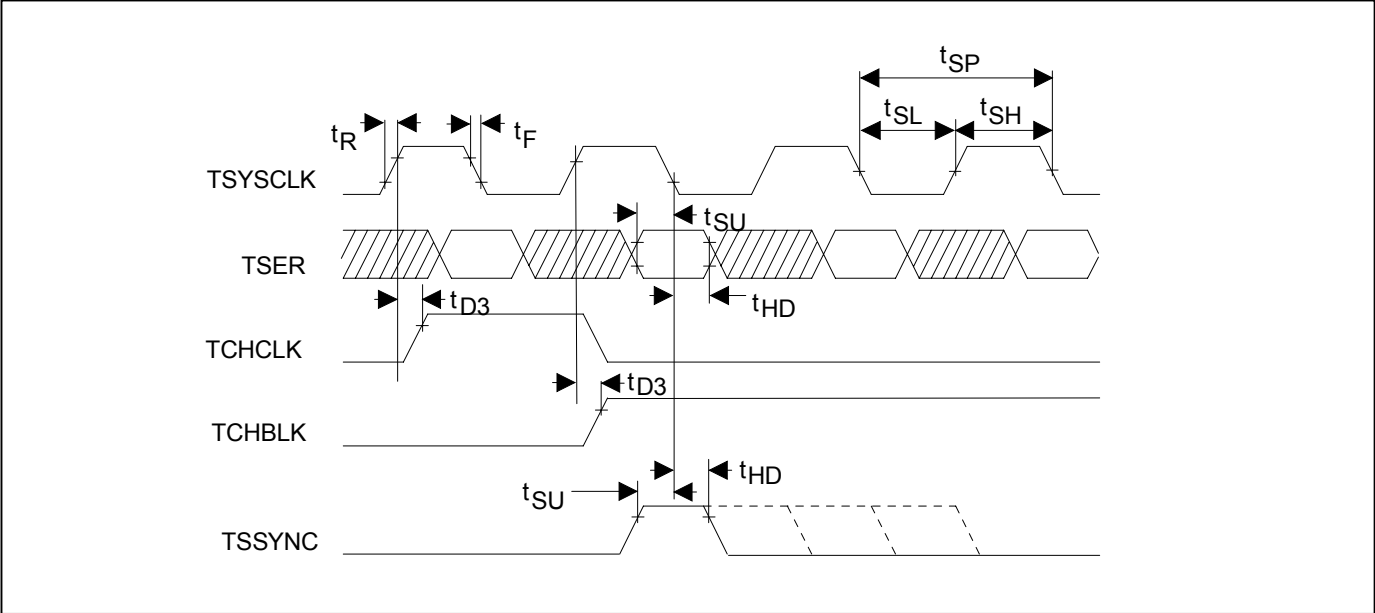 tSP
tSL tSH
tR tF
TSYSCLK
tSU
TSER
tD3 tHD
TCHCLK
tD3
TCHBLK
tHD
tSU
TSSYNC